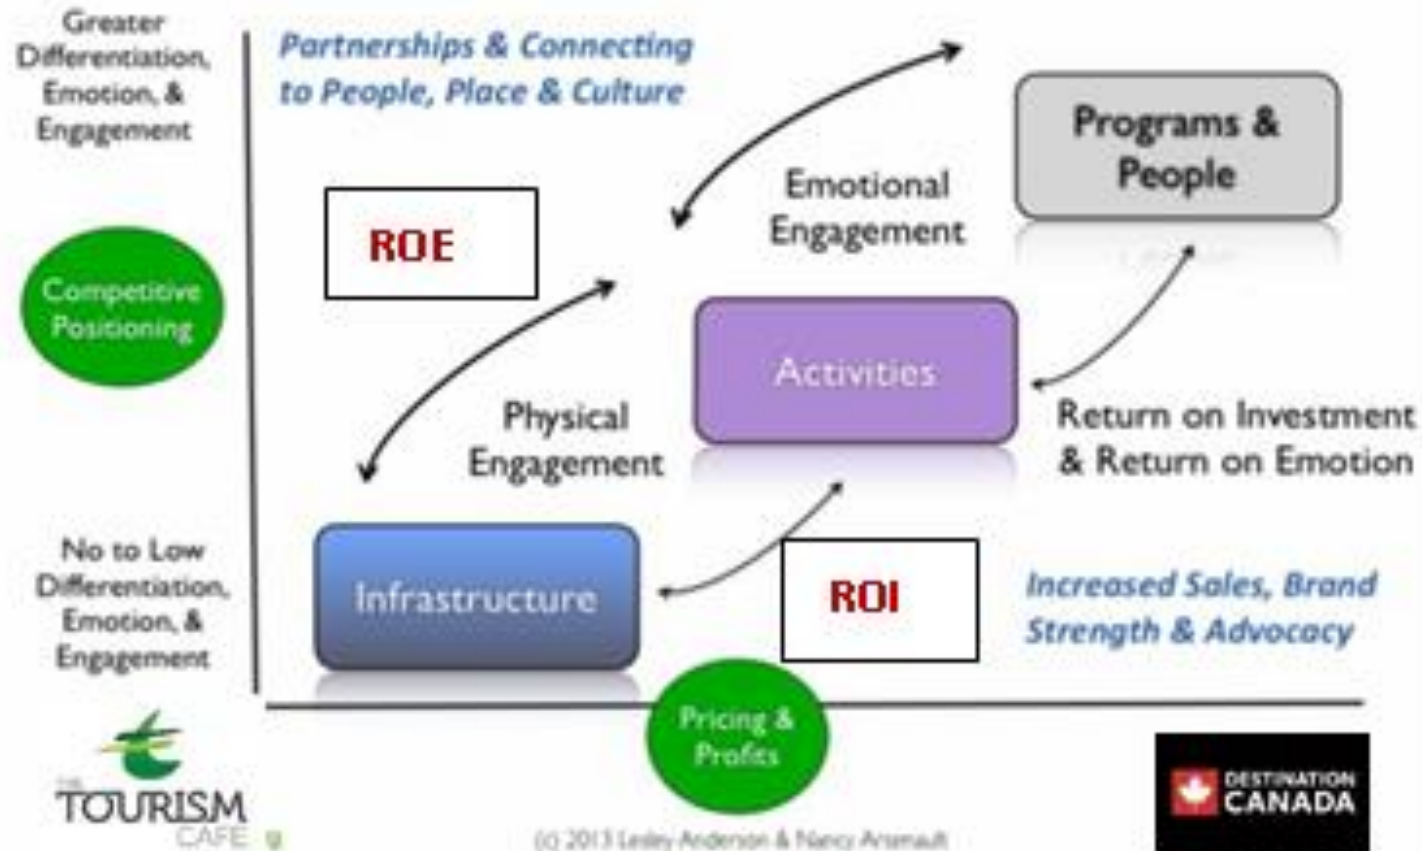 Greater
Differentiation,
Emotion, &
Engagement
Partnerships & Connecting
to People, Place & Culture
Programs &
People
Emotional
Engagement
ROE
Competitive
Positioning
Activities
Physical
Engagement
Return on Investment
& Return on Emotion
No to Low
Differentiation,
Emotion, &
Engagement
Infrastructure
ROI
Increased Sales, Brand
Strength & Advocacy
Pricing &
Profits
THE
TOURISM
CAFE
(c) 2013 Lesley Anderson & Nancy Arsenault
DESTINATION
CANADA